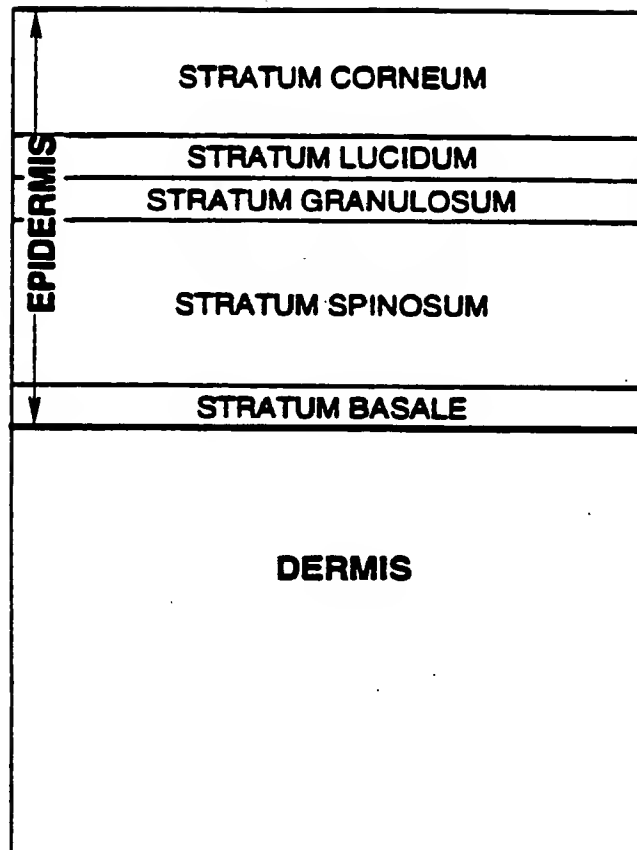 STRATUM CORNEUM
STRATUM LUCIDUM
STRATUM GRANULOSUM
EPIDERMIS
STRATUM SPINOSUM
STRATUM BASALE
DERMIS